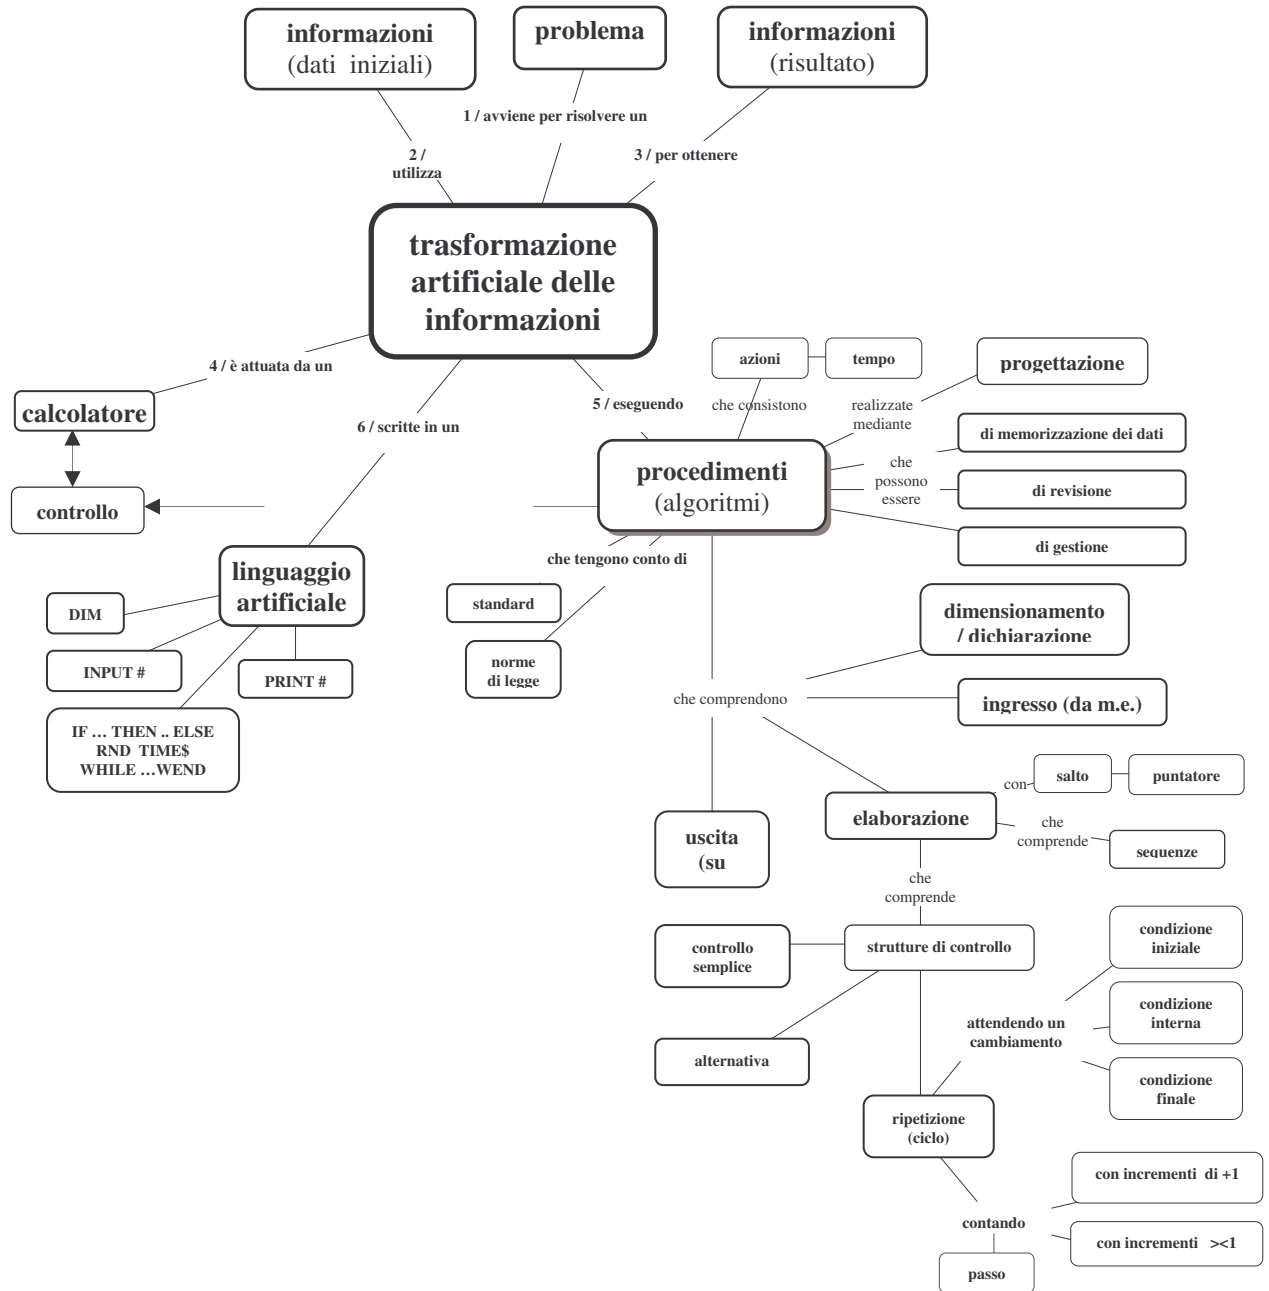 informazioni
(dati iniziali)
problema
informazioni
(risultato)
1 / avviene per risolvere un
2 /
utilizza
3 / per ottenere
trasformazione
artificiale delle
informazioni
4 / è attuata da un
5 / eseguendo
6 / scritte in un
azioni
tempo
progettazione
che consistono
realizzate
mediante
calcolatore
controllo
procedimenti
(algoritmi)
che
possono
essere
di memorizzazione dei dati
di revisione
di gestione
linguaggio
artificiale
DIM
INPUT #
PRINT #
IF … THEN .. ELSE
RND TIME$
WHILE …WEND
che tengono conto di
standard
norme
di legge
dimensionamento
/ dichiarazione
che comprendono
ingresso (da m.e.)
con
salto
puntatore
elaborazione
che
comprende
sequenze
uscita
(su
che
comprende
controllo
semplice
strutture di controllo
condizione
iniziale
attendendo un
cambiamento
condizione
interna
alternativa
condizione
finale
ripetizione
(ciclo)
con incrementi di +1
contando
con incrementi ><1
passo